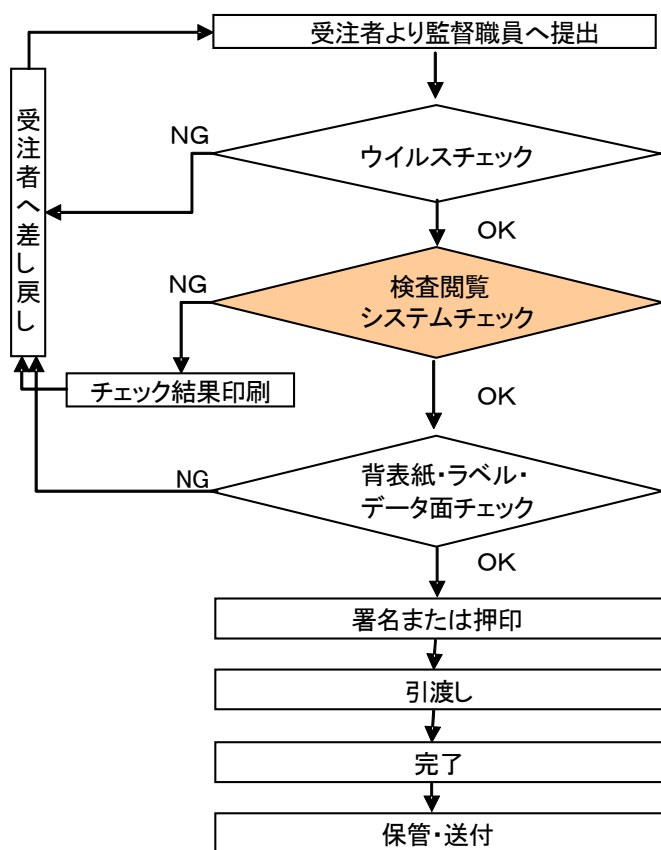 受注者より監督職員へ提出
受注者へ差し戻し
NG
ウイルスチェック
OK
NG
検査閲覧
システムチェック
チェック結果印刷
OK
NG
背表紙・ラベル・
データ面チェック
OK
署名または押印
引渡し
完了
保管・送付